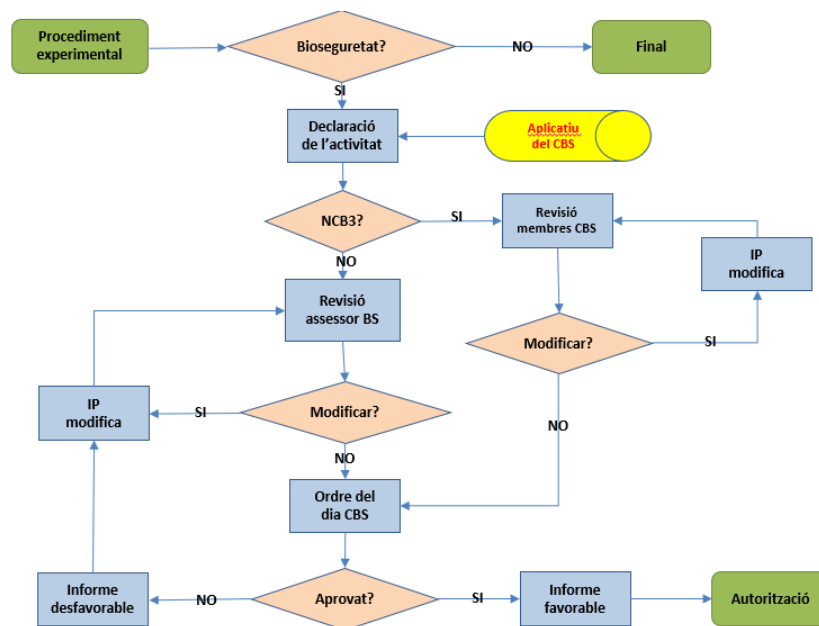 Procediment
experimental
Bioseguretat?
NO
Final
SI
Declaració
de l'activitat
Aplicatiu
del CBS
NCB3?
SI
Revisió
membres CBS
NO
IP
modifica
Revisió
assessor BS
Modificar?
SI
IP
modifica
SI
Modificar?
NO
NO
Ordre del
dia CBS
Informe
desfavorable
NO
Aprovat?
SI
Informe
favorable
Autorització